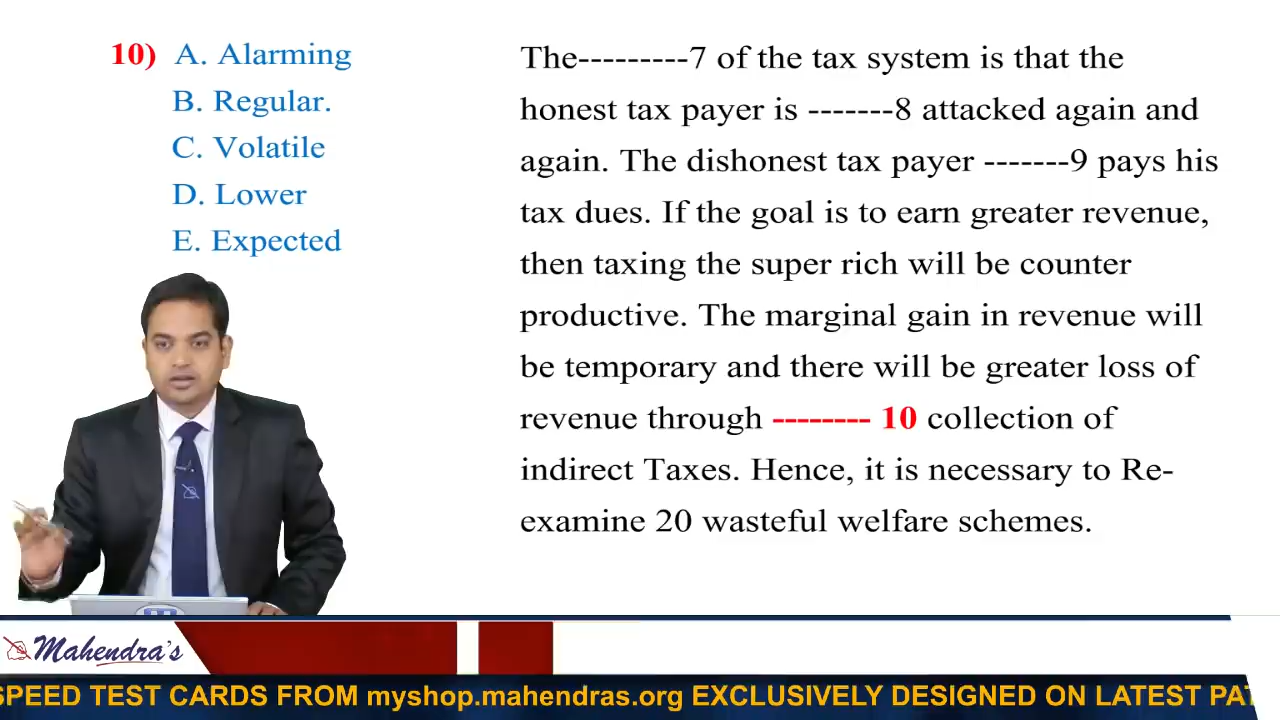 10) A. Alarming
B. Regular.
C. Volatile
D. Lower
E. Expected
The---------7 of the tax system is that the
honest tax payer is -------8 attacked again and
again. The dishonest tax payer -------9 pays his
tax dues. If the goal is to earn greater revenue,
then taxing the super rich will be counter
productive. The marginal gain in revenue will
be temporary and there will be greater loss of
revenue through -------- 10 collection of
indirect Taxes. Hence, it is necessary to Re-
examine 20 wasteful welfare schemes.
Mahendra's
SPEED TEST CARDS FROM myshop.mahendras.org EXCLUSIVELY DESIGNED ON LATEST